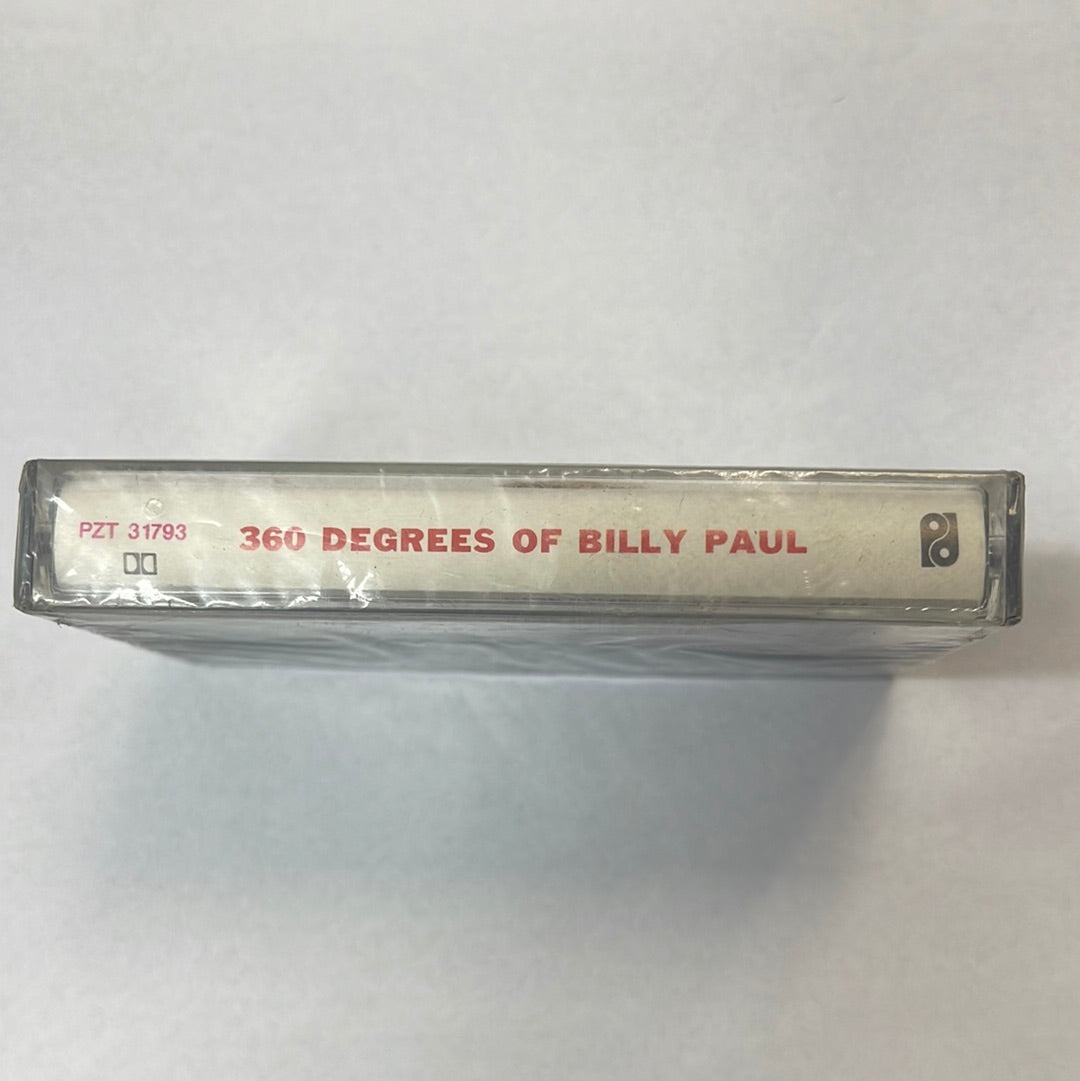 PZT 31793
360 DEGREES OF BILLY PAUL